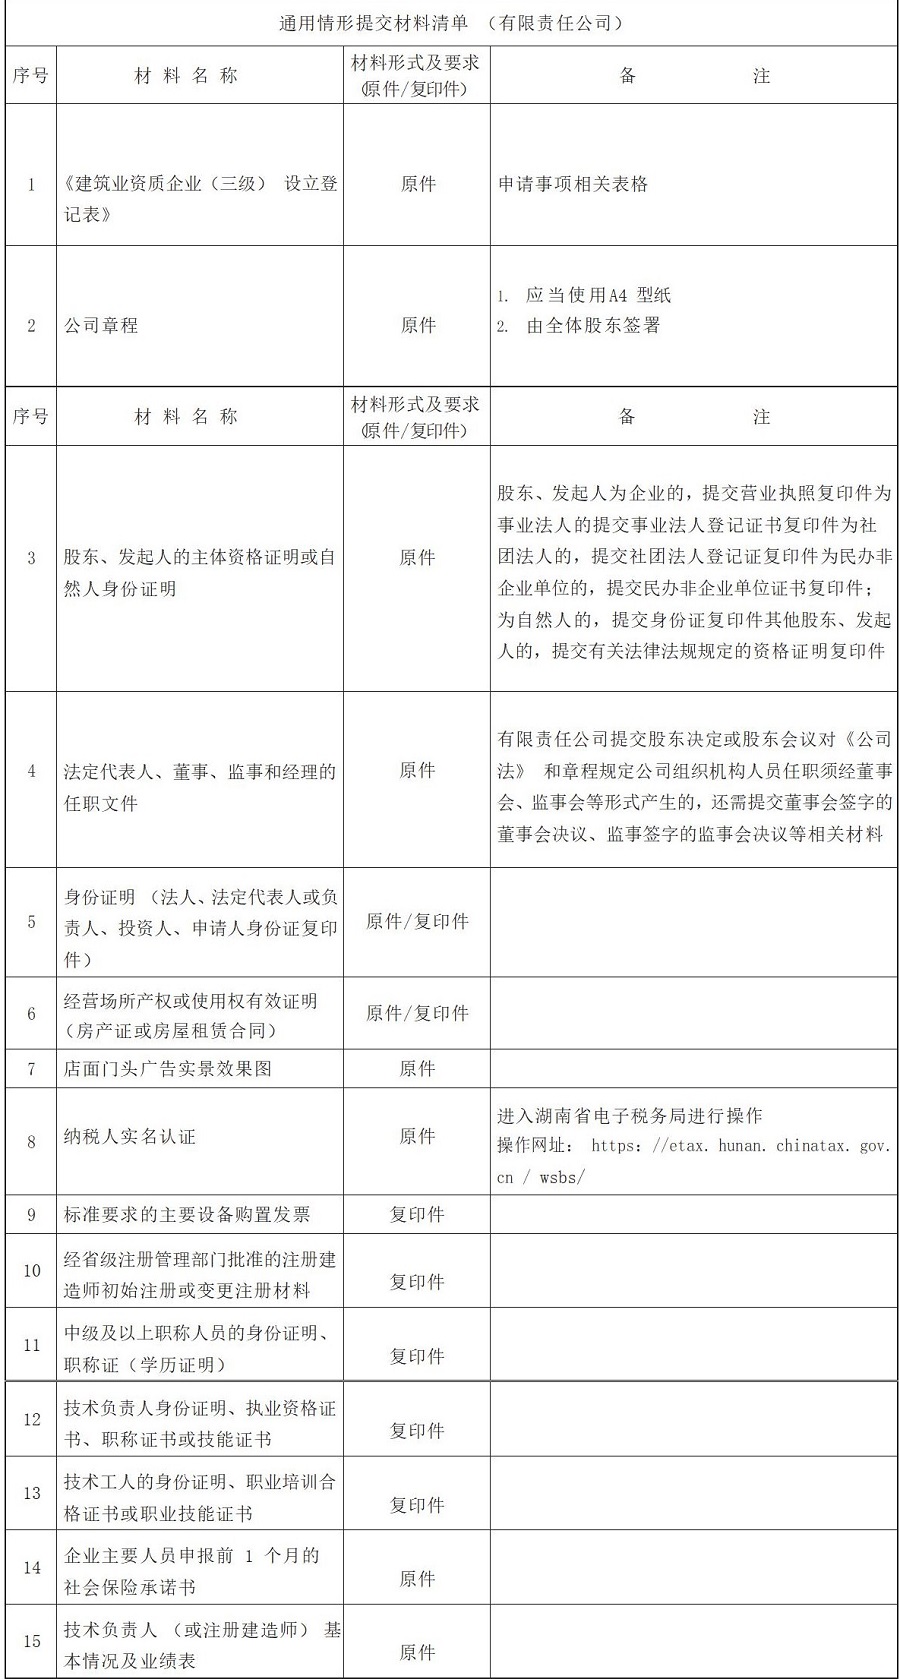 通用情形提交材料清单 （有限责任公司）
序号 材 料 名 称 材料形式及要求 备 注
(原件/复印件)
1 《建筑业资质企业（三级） 设立登 原件 申请事项相关表格
记表》
1. 应当使用A4 型纸
2 公司章程 原件 2. 由全体股东签署
序号 材 料 名 称 材料形式及要求 备 注
(原件/复印件)
股东、发起人为企业的，提交营业执照复印件为
事业法人的提交事业法人登记证书复印件为社
3 股东、发起人的主体资格证明或自 原件 团法人的，提交社团法人登记证复印件为民办非
然人身份证明 企业单位的，提交民办非企业单位证书复印件；
为自然人的，提交身份证复印件其他股东、发起
人的，提交有关法律法规规定的资格证明复印件
有限责任公司提交股东决定或股东会议对《公司
4 法定代表人、董事、监事和经理的 原件 法》 和章程规定公司组织机构人员任职须经董事
任职文件 会、监事会等形式产生的，还需提交董事会签字的
董事会决议、监事签字的监事会决议等相关材料
身份证明 （法人、法定代表人或负
5 责人、投资人、申请人身份证复印 原件/复印件
件）
6 经营场所产权或使用权有效证明 原件/复印件
（房产证或房屋租赁合同）
7 店面门头广告实景效果图 原件
8 纳税人实名认证 原件 进入湖南省电子税务局进行操作
操作网址： https：//etax. hunan. chinatax. gov.
cn / wsbs/
9 标准要求的主要设备购置发票 复印件
10 经省级注册管理部门批准的注册建 复印件
造师初始注册或变更注册材料
11 中级及以上职称人员的身份证明、 复印件
职称证（学历证明）
12 技术负责人身份证明、执业资格证 复印件
书、职称证书或技能证书
13 技术工人的身份证明、职业培训合 复印件
格证书或职业技能证书
14 企业主要人员申报前 1 个月的 原件
社会保险承诺书
15 技术负责人 （或注册建造师） 基 原件
本情况及业绩表